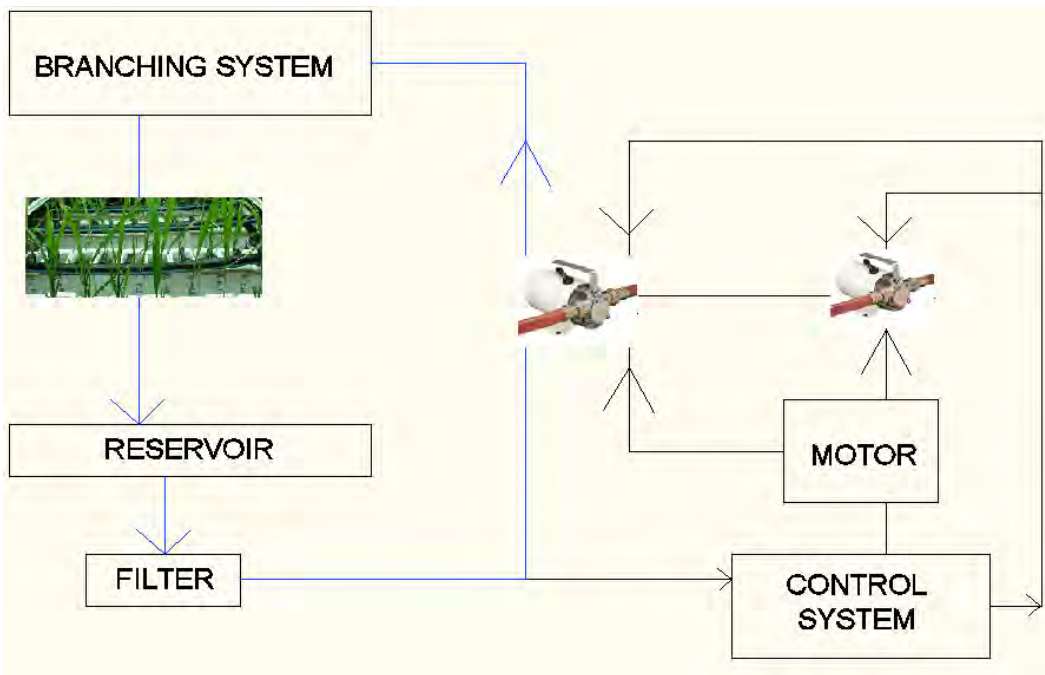 BRANCHING SYSTEM
RESERVOIR
FILTER
MOTOR
CONTROL
SYSTEM